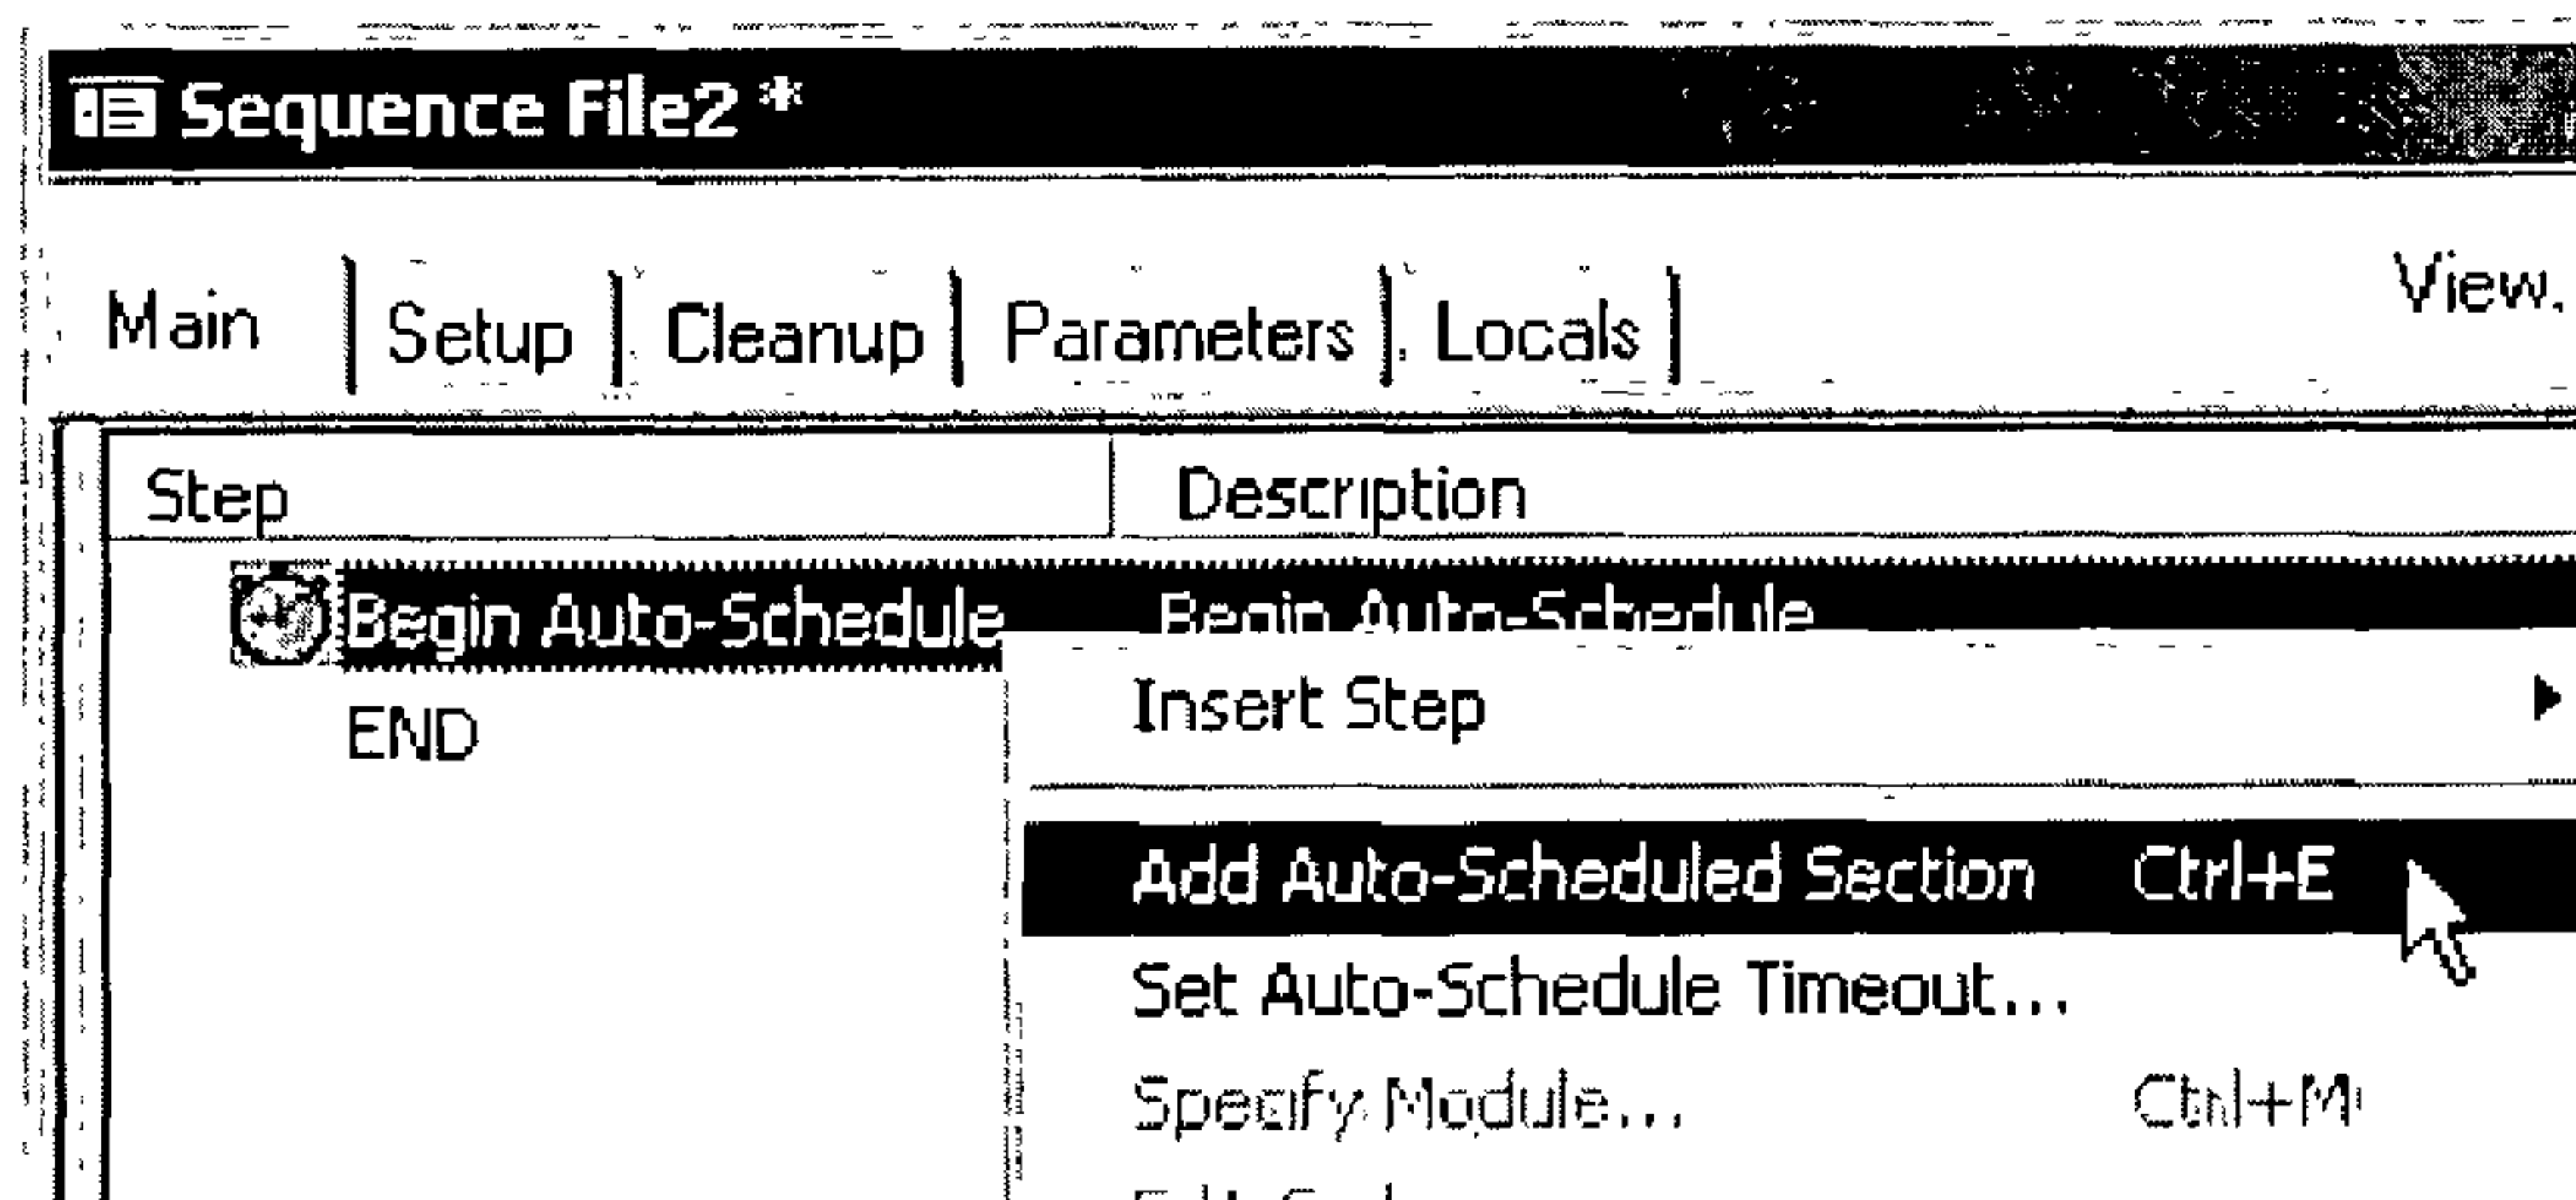 Sequence File2 *
View.
Main Setup Cleanup Parameters Locals
Step Description
Begin Auto-Schedule Begin Auto-Schedule
END
Insert Step
Add Auto-Scheduled Section Ctrl+E
Set Auto-Schedule Timeout...
Specify Module... Ctrl+M